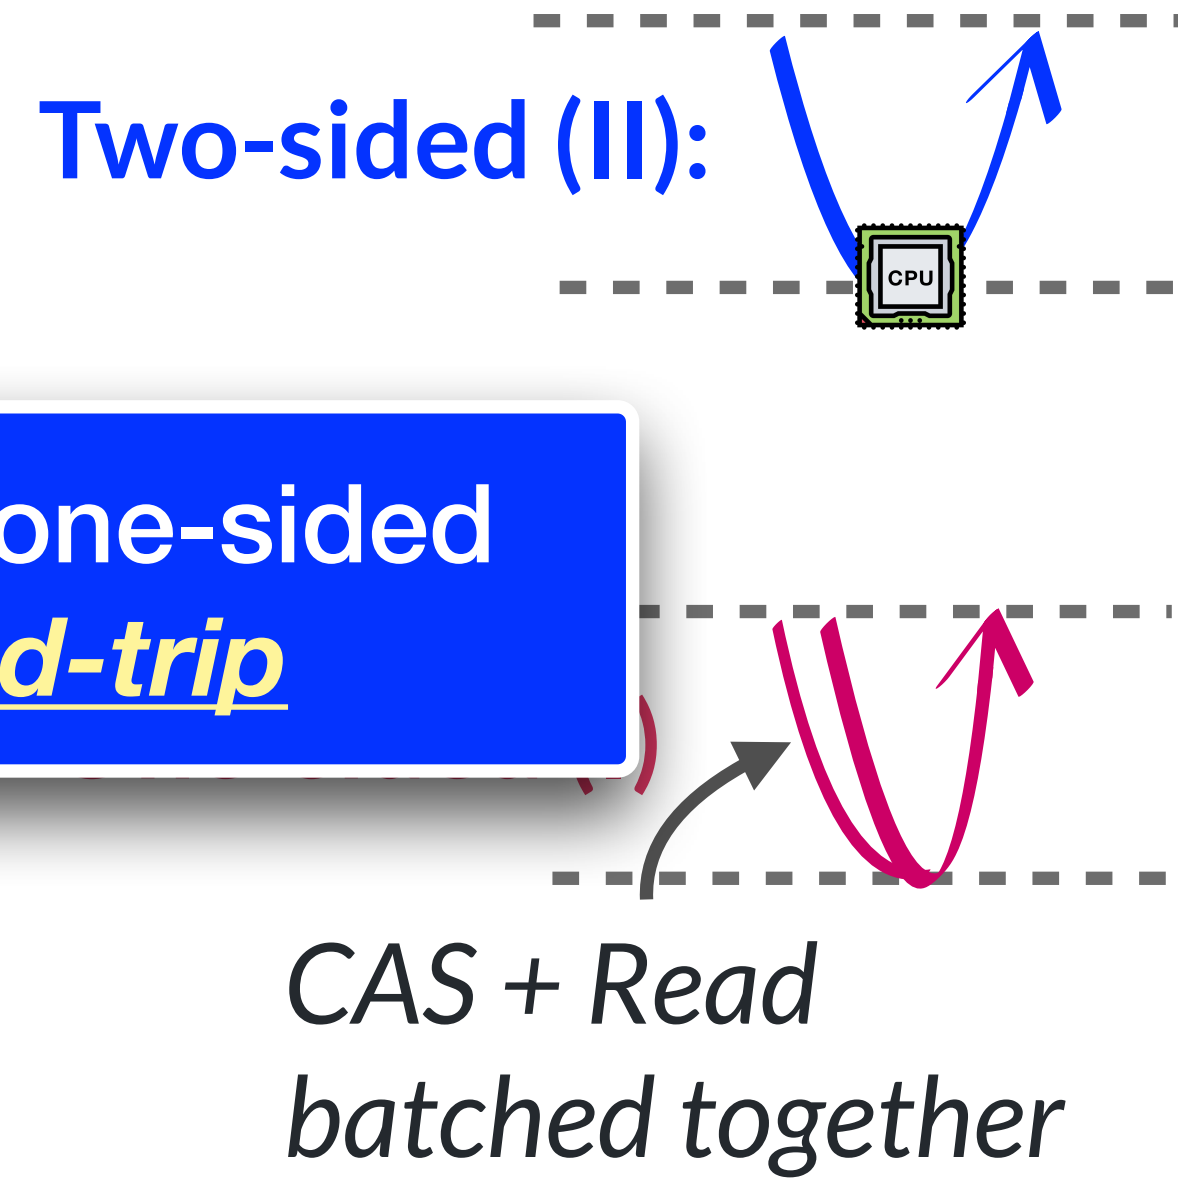 Two-sided (II):
CPU
one-sided
d-trip
CAS + Read
batched together